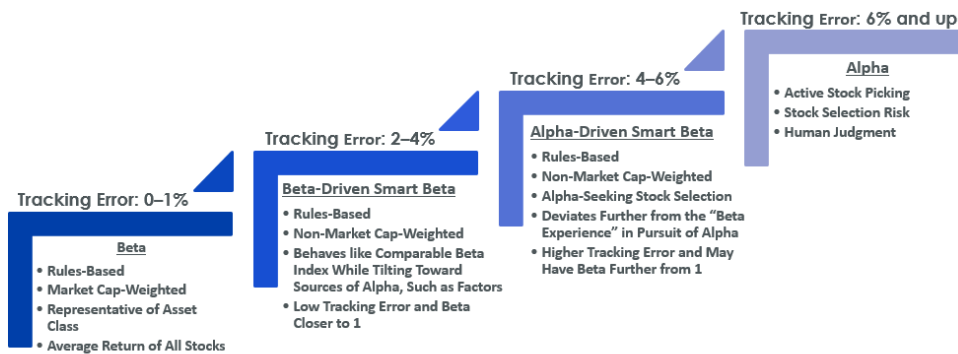 Tracking Error: 0–1%
Beta
• Rules-Based
• Market Cap-Weighted
• Representative of Asset
Class
• Average Return of All Stocks
Tracking Error: 2–4%
Beta-Driven Smart Beta
• Rules-Based
• Non-Market Cap-Weighted
• Behaves like Comparable Beta
Index While Tilting Toward
Sources of Alpha, Such as Factors
• Low Tracking Error and Beta
Closer to 1
Tracking Error: 4–6%
Alpha-Driven Smart Beta
• Rules-Based
• Non-Market Cap-Weighted
• Alpha-Seeking Stock Selection
• Deviates Further from the “Beta
Experience” in Pursuit of Alpha
• Higher Tracking Error and May
Have Beta Further from 1
Tracking Error: 6% and up
Alpha
• Active Stock Picking
• Stock Selection Risk
• Human Judgment